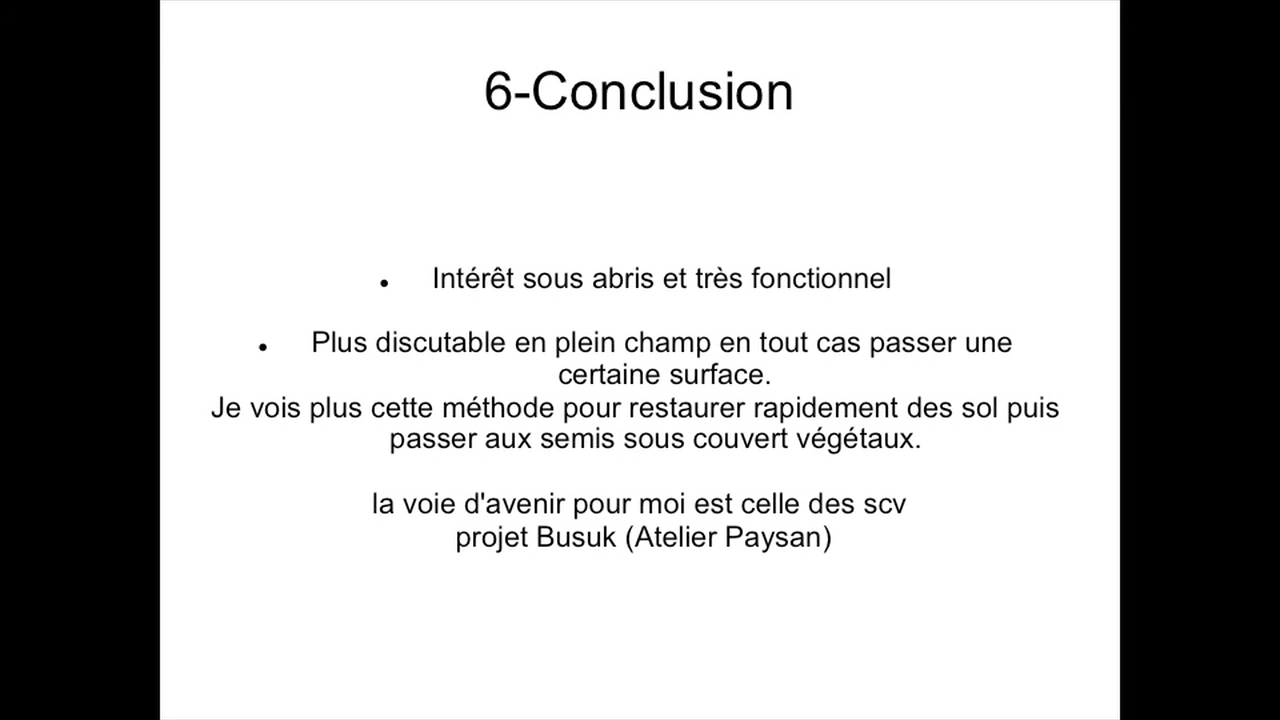 6-Conclusion
• Intérêt sous abris et très fonctionnel
• Plus discutable en plein champ en tout cas passer une
certaine surface.
Je vois plus cette méthode pour restaurer rapidement des sol puis
passer aux semis sous couvert végétaux.
la voie d'avenir pour moi est celle des scv
projet Busuk (Atelier Paysan)